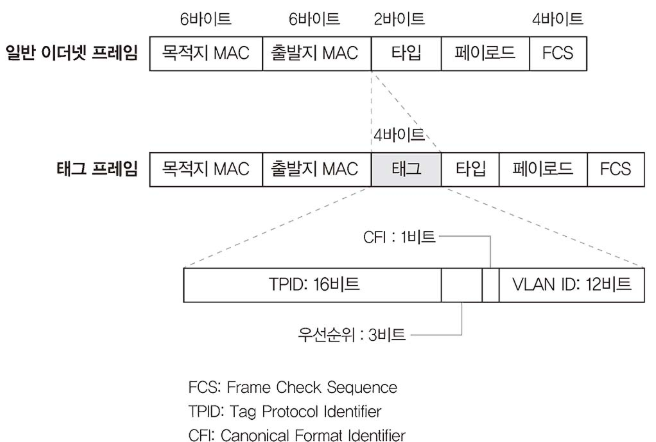 6바이트 6바이트 2바이트 4바이트
일반 이더넷 프레임 목적지 MAC 출발지 MAC 타입 페이로드 FCS
4바이트
태그 프레임 목적지 MAC 출발지 MAC 태그 타입 페이로드 FCS
CFI : 1비트
TPID: 16비트 VLAN ID: 12비트
우선순위 : 3비트
FCS: Frame Check Sequence
TPID: Tag Protocol Identifier
CFI: Canonical Format Identifier